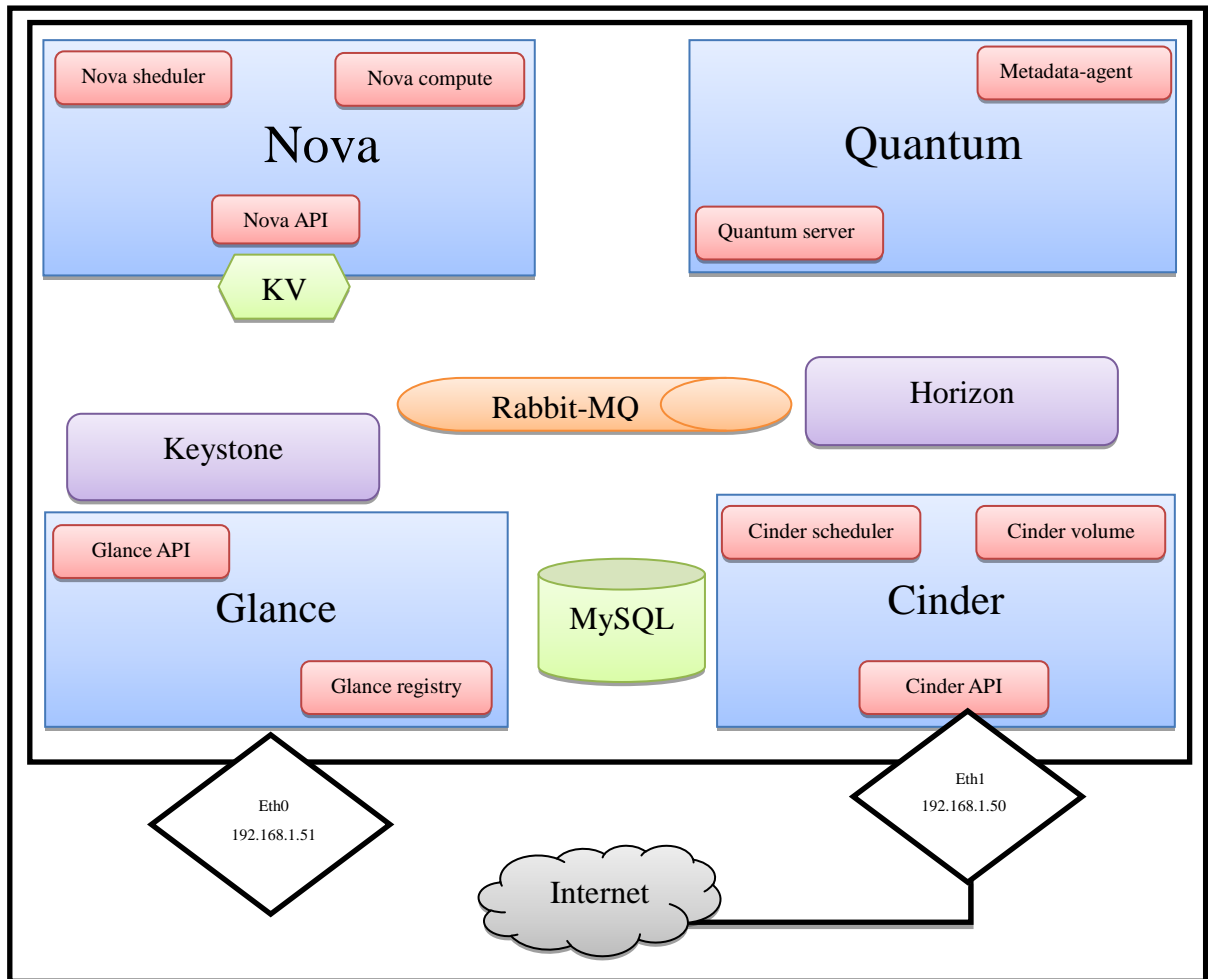 Nova sheduler
Nova compute
Nova
Nova API
KV
Metadata-agent
Quantum
Quantum server
Rabbit-MQ
Horizon
Keystone
Glance API
Glance
Glance registry
MySQL
Cinder scheduler
Cinder volume
Cinder
Cinder API
Eth0
192.168.1.51
Eth1
192.168.1.50
Internet